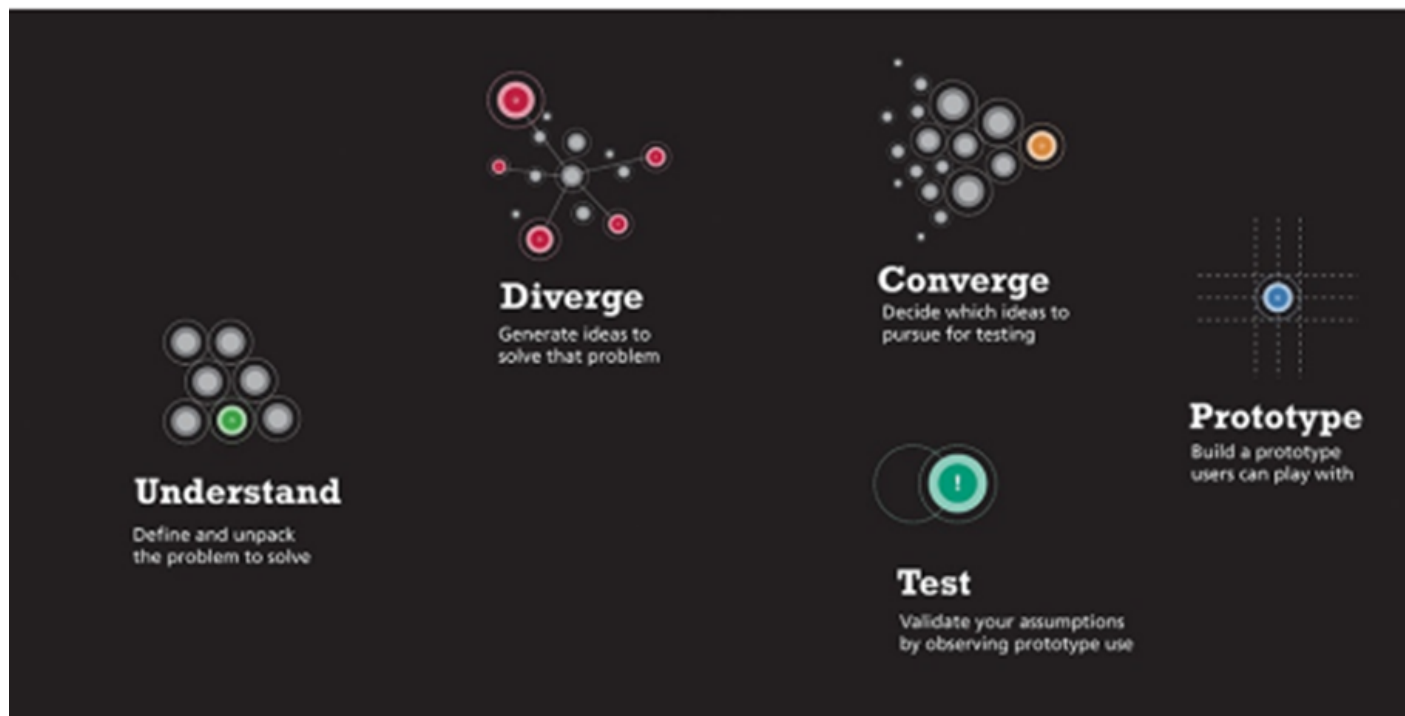 Understand
Define and unpack
the problem to solve
Diverge
Generate ideas to
solve that problem
Converge
Decide which ideas to
pursue for testing
Prototype
Build a prototype
users can play with
!
Test
Validate your assumptions
by observing prototype use